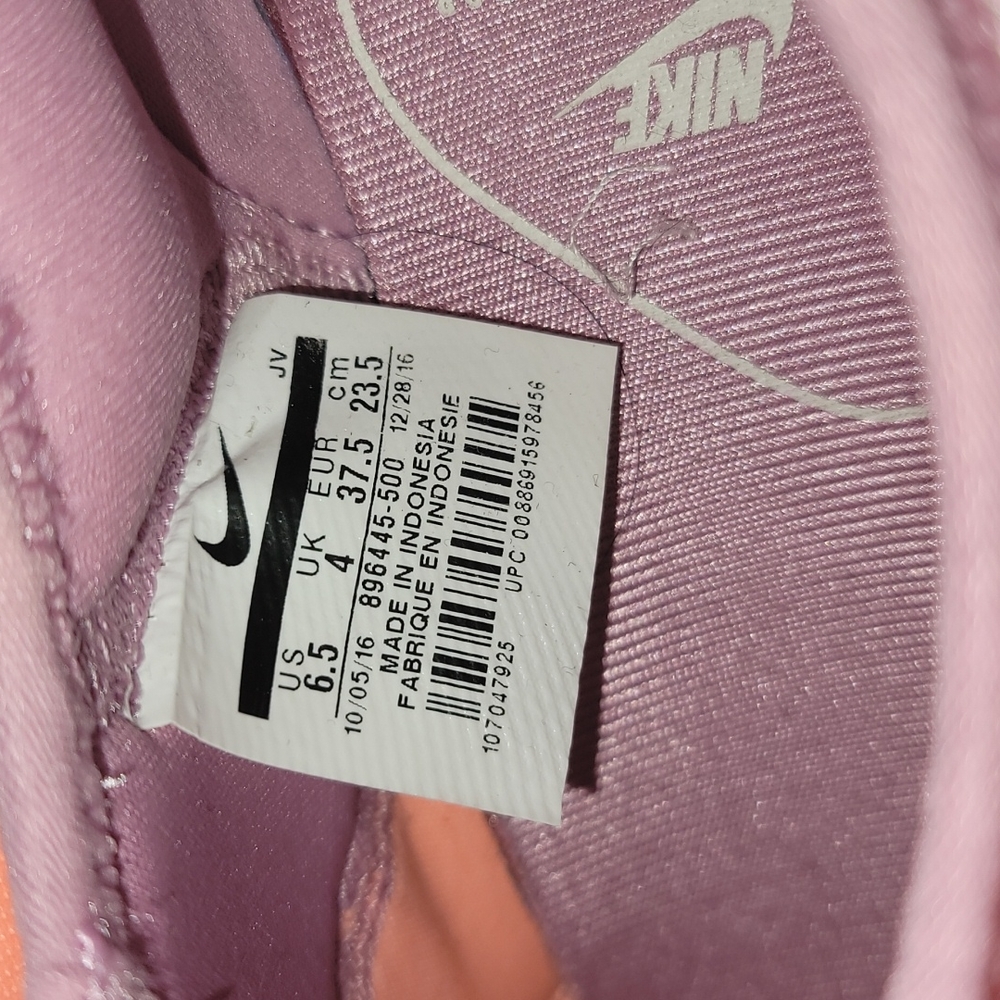 NIKE
JV
US UK EUR cm
6.5 4 37.5 23.5
10/05/16 896445-500 12/28/16
MADE IN INDONESIA
FABRIQUE EN INDONESIE
107047925 UPC 00886915978456